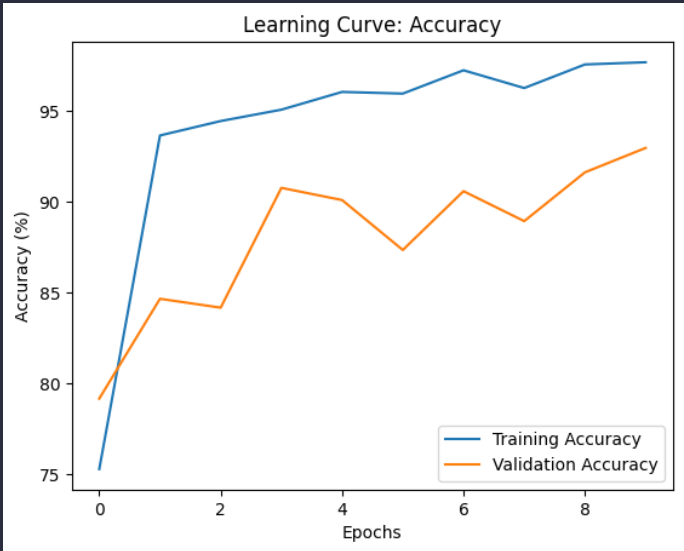 Learning Curve: Accuracy
95
90
85
80
75
Accuracy (%)
Training Accuracy
Validation Accuracy
0 2 4 6 8
Epochs